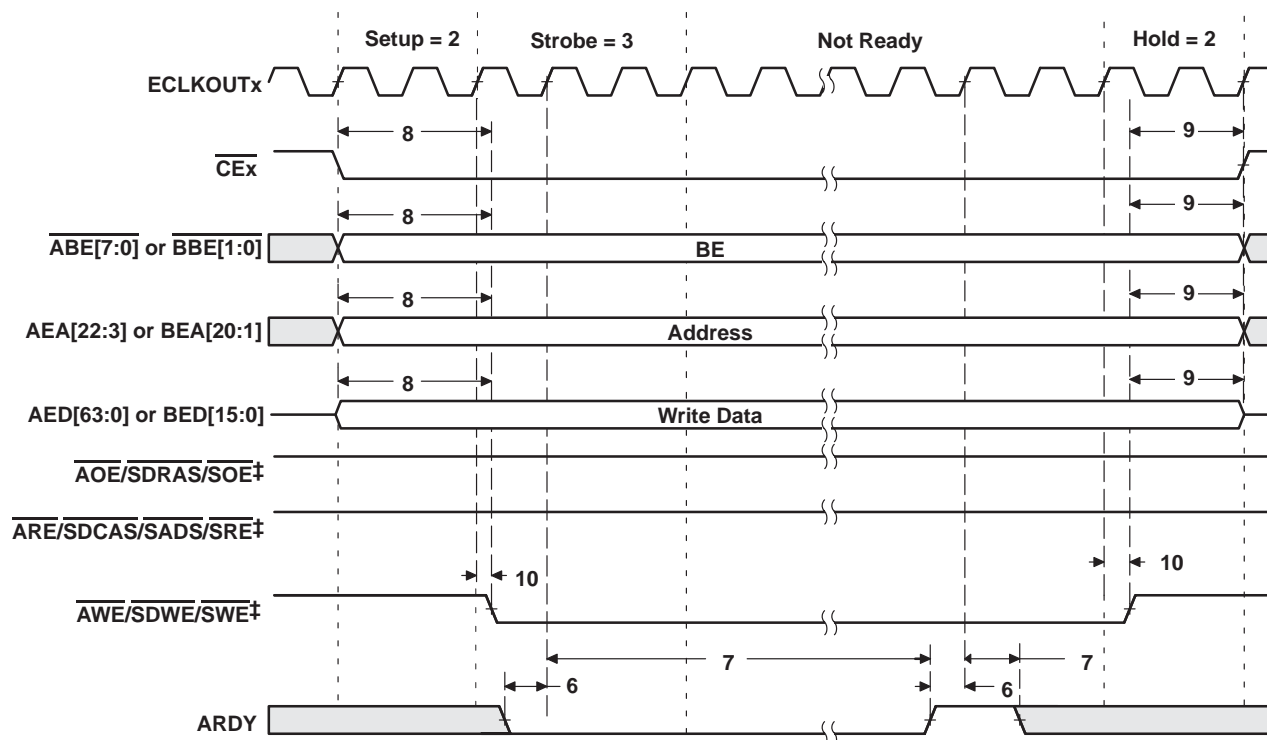 Setup = 2 Strobe = 3 Not Ready Hold = 2
ECLKOUTx
8 9
CEx
8 9
ABE[7:0] or BBE[1:0] BE
8 9
AEA[22:3] or BEA[20:1] Address
8 9
AED[63:0] or BED[15:0] Write Data
AOE/SDRAS/SOE‡
ARE/SDCAS/SADS/SRE‡
10 10
AWE/SDWE/SWE‡
7 7
6 6
ARDY